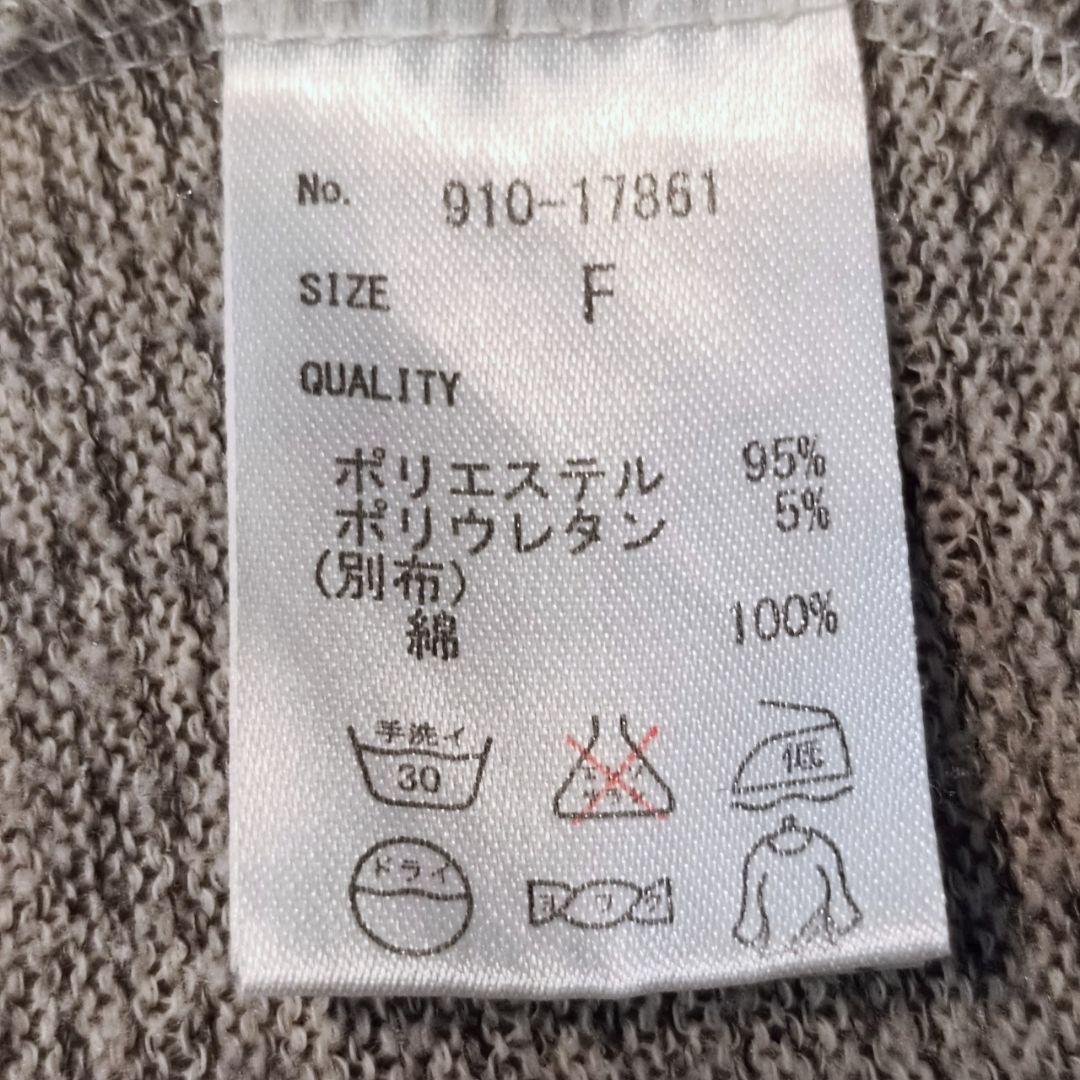 No. 910-17861
SIZE F
QUALITY
ポリエステル 95%
ポリウレタン 5%
(別布)
綿 100%
手洗イ
30
低
ドライ